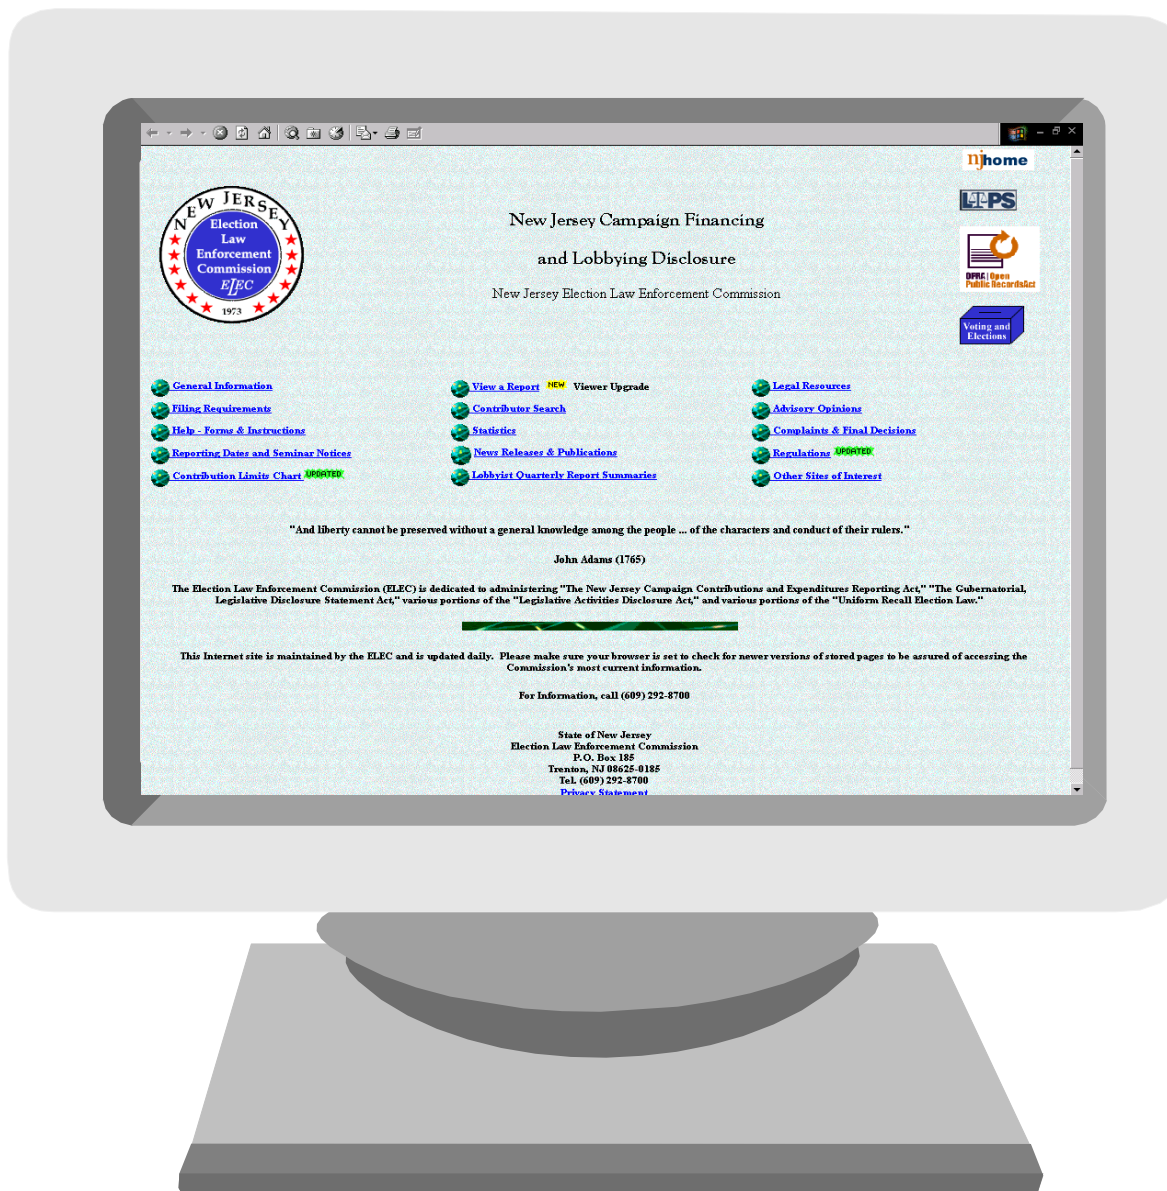 njhome
NEW JERSEY
Election
Law
Enforcement
Commission
ELEC
1973
New Jersey Campaign Financing
and Lobbying Disclosure
New Jersey Election Law Enforcement Commission
OPRA | Open
Public RecordsAct
Voting and
Elections
General Information
Filing Requirements
Help - Forms & Instructions
Reporting Dates and Seminar Notices
Contribution Limits Chart UPDATED
View a Report NEW Viewer Upgrade
Contributor Search
Statistics
News Releases & Publications
Lobbyist Quarterly Report Summaries
Legal Resources
Advisory Opinions
Complaints & Final Decisions
Regulations UPDATED
Other Sites of Interest
"And liberty cannot be preserved without a general knowledge among the people ... of the characters and conduct of their rulers."
John Adams (1765)
The Election Law Enforcement Commission (ELEC) is dedicated to administering "The New Jersey Campaign Contributions and Expenditures Reporting Act," "The Gubernatorial,
Legislative Disclosure Statement Act," various portions of the "Legislative Activities Disclosure Act," and various portions of the "Uniform Recall Election Law."
This Internet site is maintained by the ELEC and is updated daily. Please make sure your browser is set to check for newer versions of stored pages to be assured of accessing the
Commission's most current information.
For Information, call (609) 292-8700
State of New Jersey
Election Law Enforcement Commission
P.O. Box 185
Trenton, NJ 08625-0185
Tel. (609) 292-8700
Privacy Statement